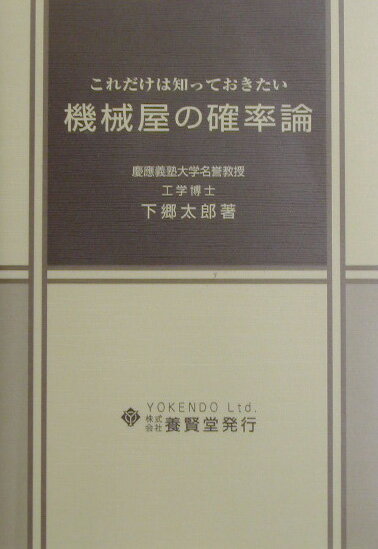 これだけは知っておきたい
機械屋の確率論
慶應義塾大学名誉教授
工学博士
下郷太郎著
YOKENDO Ltd.
株式会社 養賢堂発行